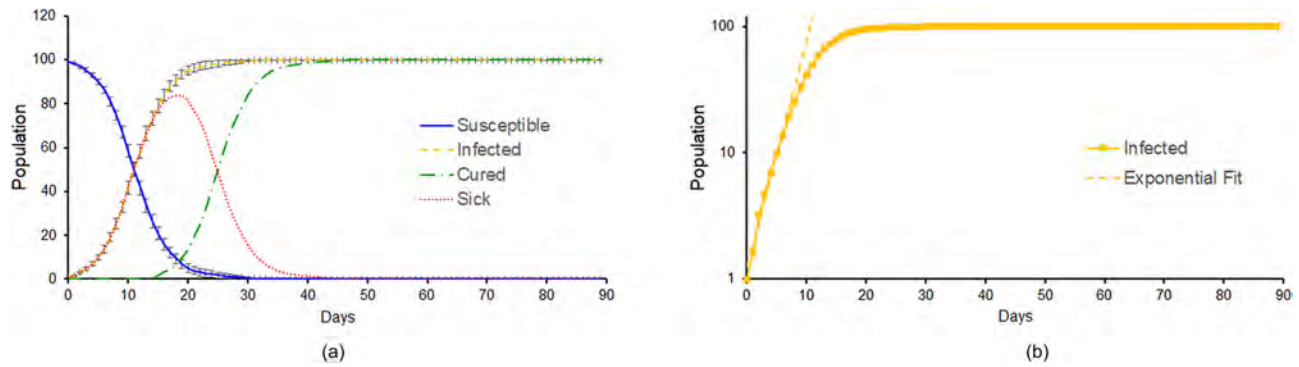 120
100
80
60
40
20
0
Population
0 10 20 30 40 50 60 70 80 90
Days
Susceptible
Infected
Cured
Sick
(a)
100
10
1
Population
0 10 20 30 40 50 60 70 80 90
Days
Infected
Exponential Fit
(b)